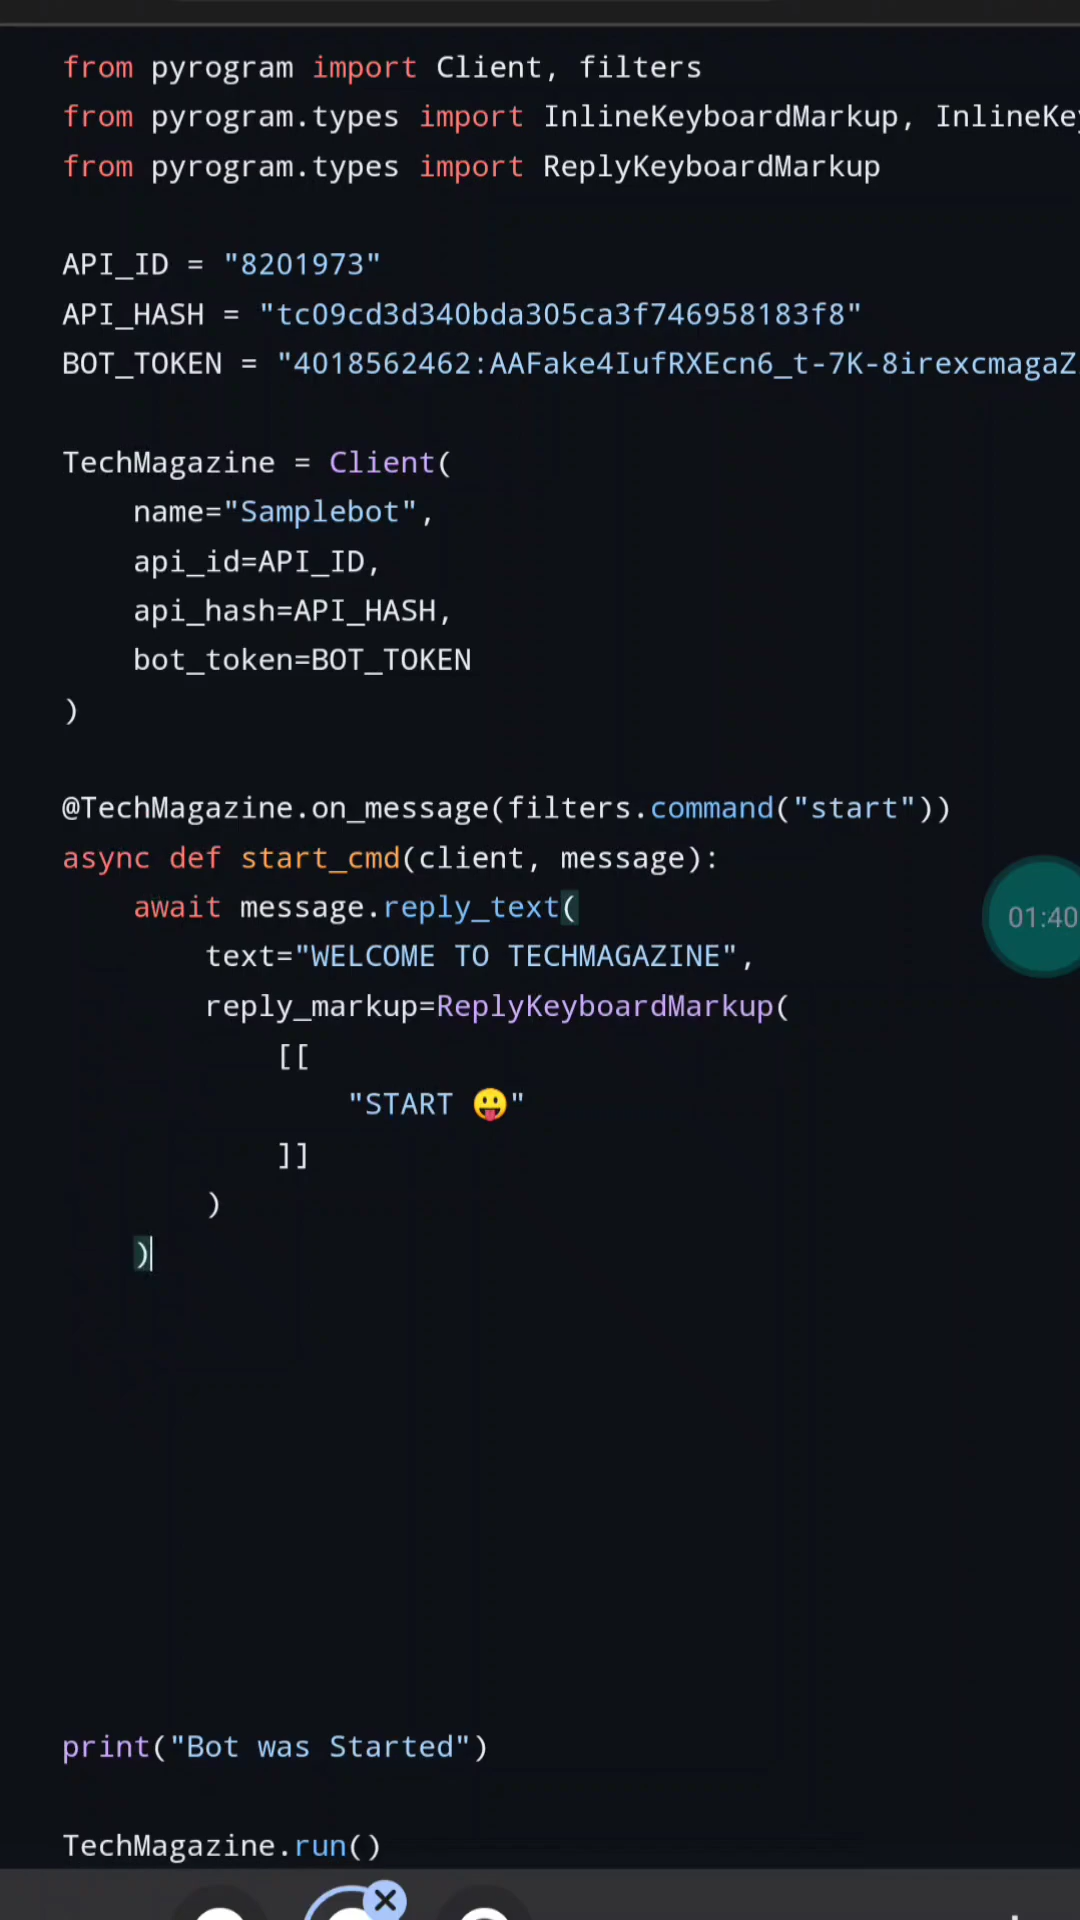 from pyrogram import Client, filters
from pyrogram.types import InlineKeyboardMarkup, InlineKey
from pyrogram.types import ReplyKeyboardMarkup
API_ID = "8201973"
API_HASH = "tc09cd3d340bda305ca3f746958183f8"
BOT_TOKEN = "4018562462:AAFake4IufRXEcn6_t-7K-8irexcmagaZ
TechMagazine = Client(
name="Samplebot",
api_id=API_ID,
api_hash=API_HASH,
bot_token=BOT_TOKEN
)
@TechMagazine.on_message(filters.command("start"))
async def start_cmd(client, message):
await message.reply_text(
text="WELCOME TO TECHMAGAZINE",
reply_markup=ReplyKeyboardMarkup(
[[
"START 😛"
]]
)
)
01:40
print("Bot was Started")
TechMagazine.run()